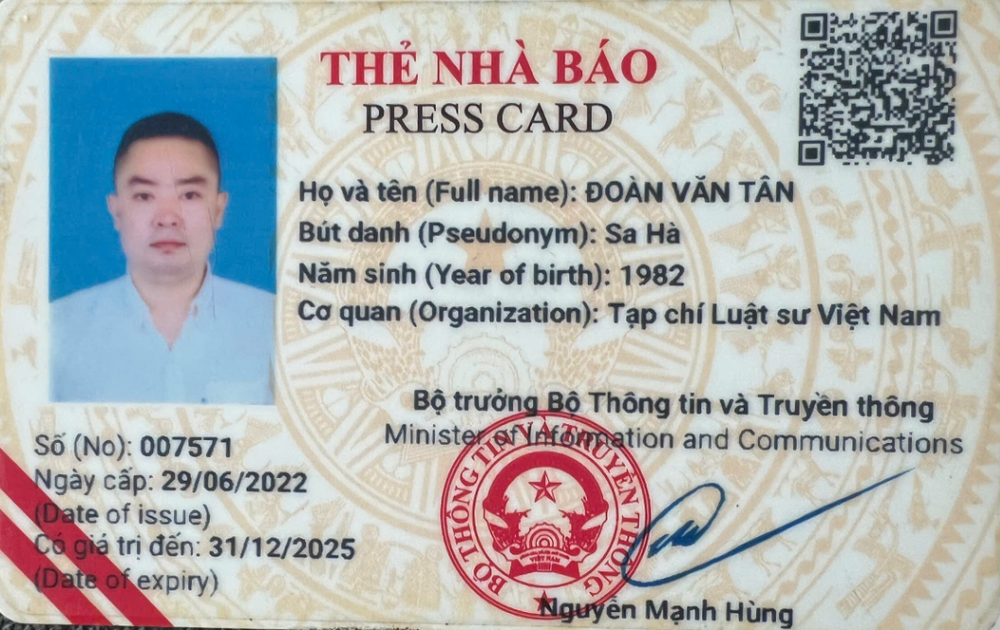 THẺ NHÀ BÁO
PRESS CARD
Họ và tên (Full name): ĐOÀN VĂN TÂN
Bút danh (Pseudonym): Sa Hà
Năm sinh (Year of birth): 1982
Cơ quan (Organization): Tạp chí Luật sư Việt Nam
Bộ trưởng Bộ Thông tin và Truyền thông
Minister of Information and Communications
Số (No): 007571
Ngày cấp: 29/06/2022
(Date of issue)
Có giá trị đến: 31/12/2025
(Date of expiry)
BỘ THÔNG TIN VÀ TRUYỀN THÔNG
VIỆT NAM
Nguyễn Mạnh Hùng